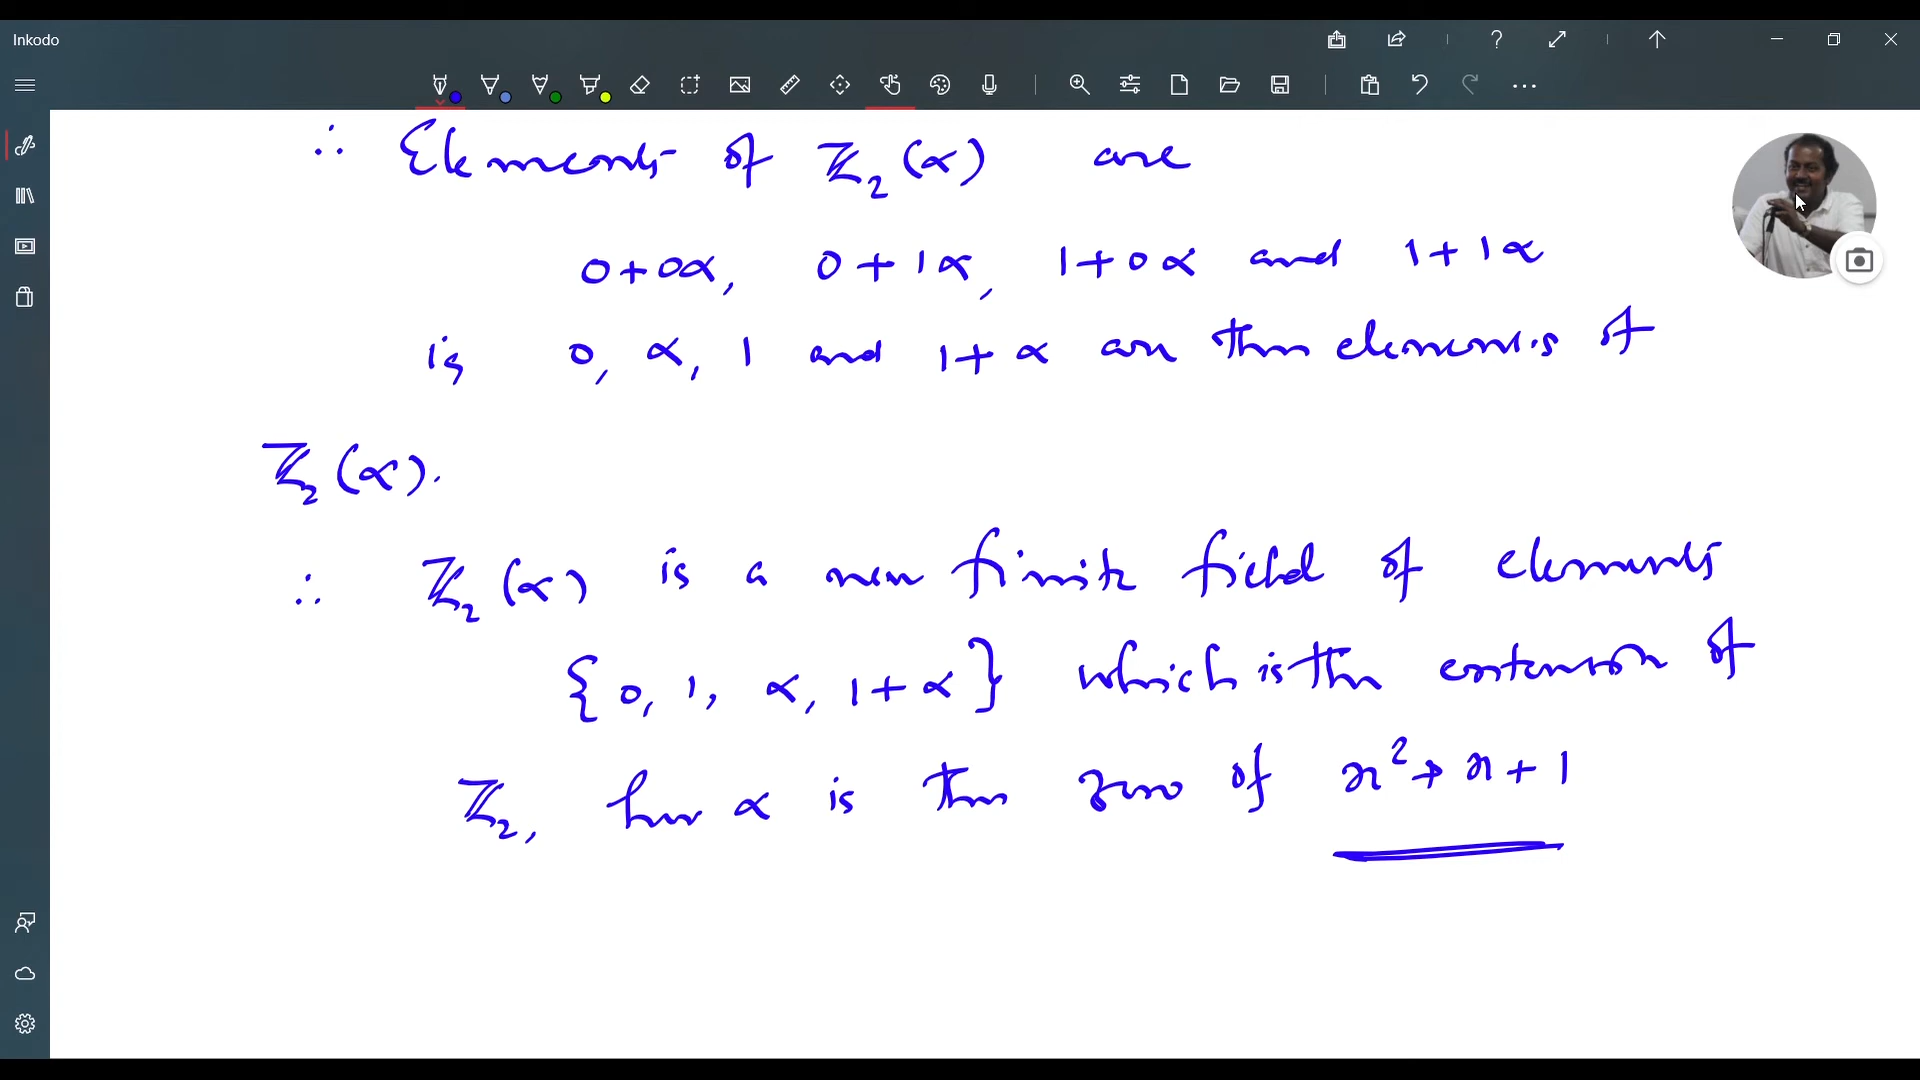 Inkodo
∴ Elements of ℤ₂(α) are
0+0α, 0+1α, 1+0α and 1+1α
is 0, α, 1 and 1+α are the elements of
ℤ₂(α).
∴ ℤ₂(α) is a new finite field of elements
{0, 1, α, 1+α} which is the extension of
ℤ₂, here α is the zero of x²+x+1